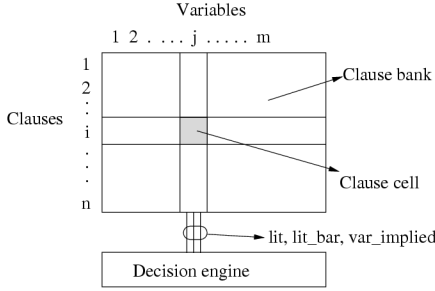 Variables
1 2 . . . . j . . . . . m
1
2
.
.
Clauses
i
.
.
.
n
Clause bank
Clause cell
lit, lit_bar, var_implied
Decision engine